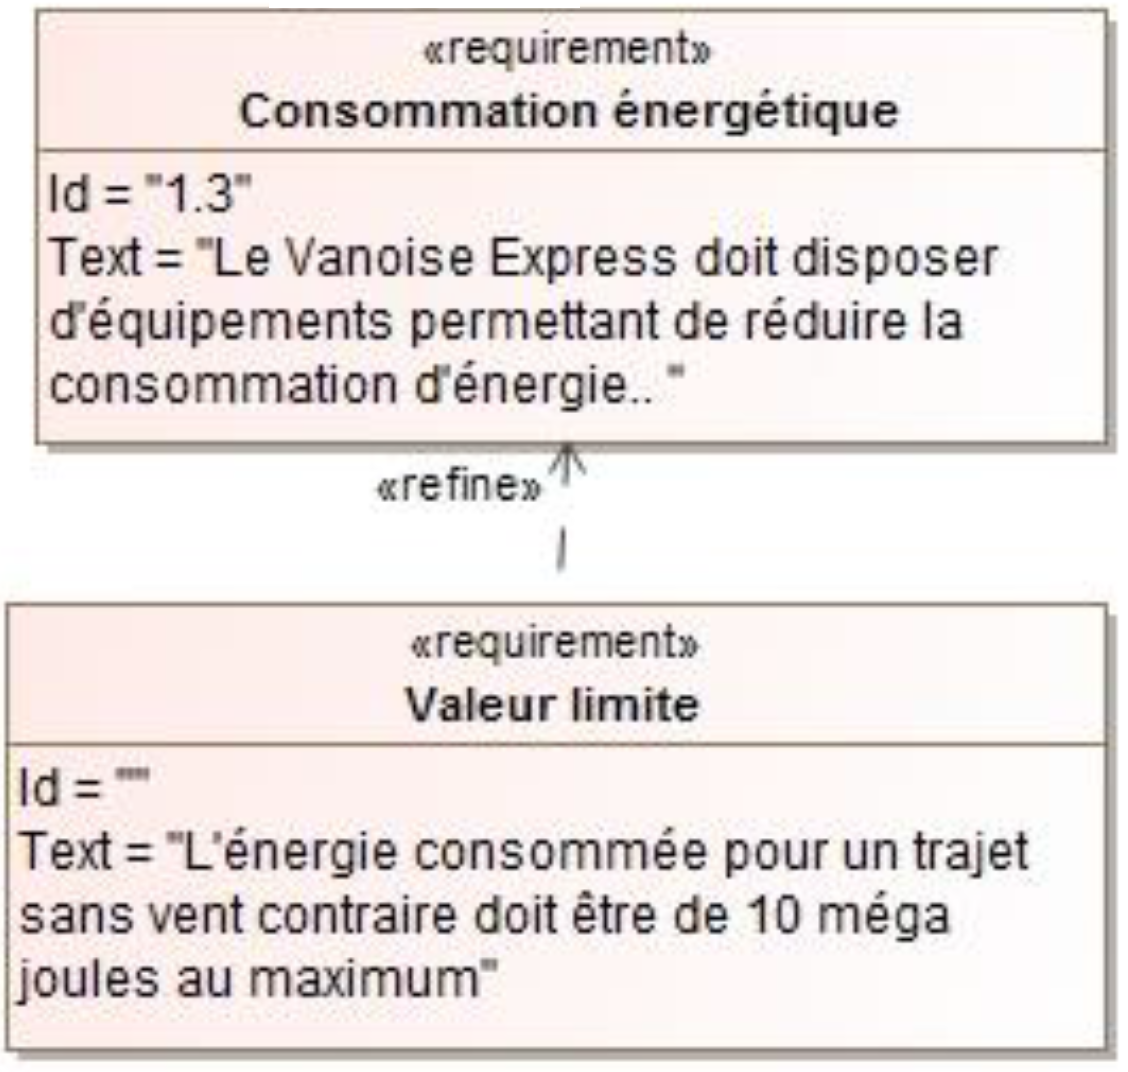 «requirement»
Consommation énergétique
Id = "1.3"
Text = "Le Vanoise Express doit disposer
d'équipements permettant de réduire la
consommation d'énergie.. "
«refine»
«requirement»
Valeur limite
Id = ""
Text = "L'énergie consommée pour un trajet
sans vent contraire doit être de 10 méga
joules au maximum"